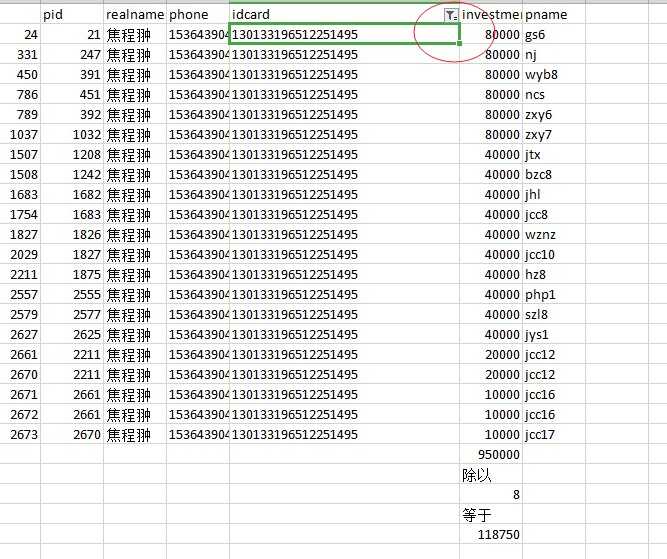 pid realname phone idcard investmen pname
24 21 焦程翀 153643904 130133196512251495 80000 gs6
331 247 焦程翀 153643904 130133196512251495 80000 nj
450 391 焦程翀 153643904 130133196512251495 80000 wyb8
786 451 焦程翀 153643904 130133196512251495 80000 ncs
789 392 焦程翀 153643904 130133196512251495 80000 zxy6
1037 1032 焦程翀 153643904 130133196512251495 80000 zxy7
1507 1208 焦程翀 153643904 130133196512251495 40000 jtx
1508 1242 焦程翀 153643904 130133196512251495 40000 bzc8
1683 1682 焦程翀 153643904 130133196512251495 40000 jhl
1754 1683 焦程翀 153643904 130133196512251495 40000 jcc8
1827 1826 焦程翀 153643904 130133196512251495 40000 wznz
2029 1827 焦程翀 153643904 130133196512251495 40000 jcc10
2211 1875 焦程翀 153643904 130133196512251495 40000 hz8
2557 2555 焦程翀 153643904 130133196512251495 40000 php1
2579 2577 焦程翀 153643904 130133196512251495 40000 szl8
2627 2625 焦程翀 153643904 130133196512251495 40000 jys1
2661 2211 焦程翀 153643904 130133196512251495 20000 jcc12
2670 2211 焦程翀 153643904 130133196512251495 20000 jcc12
2671 2661 焦程翀 153643904 130133196512251495 10000 jcc16
2672 2661 焦程翀 153643904 130133196512251495 10000 jcc16
2673 2670 焦程翀 153643904 130133196512251495 10000 jcc17
950000
除以
8
等于
118750